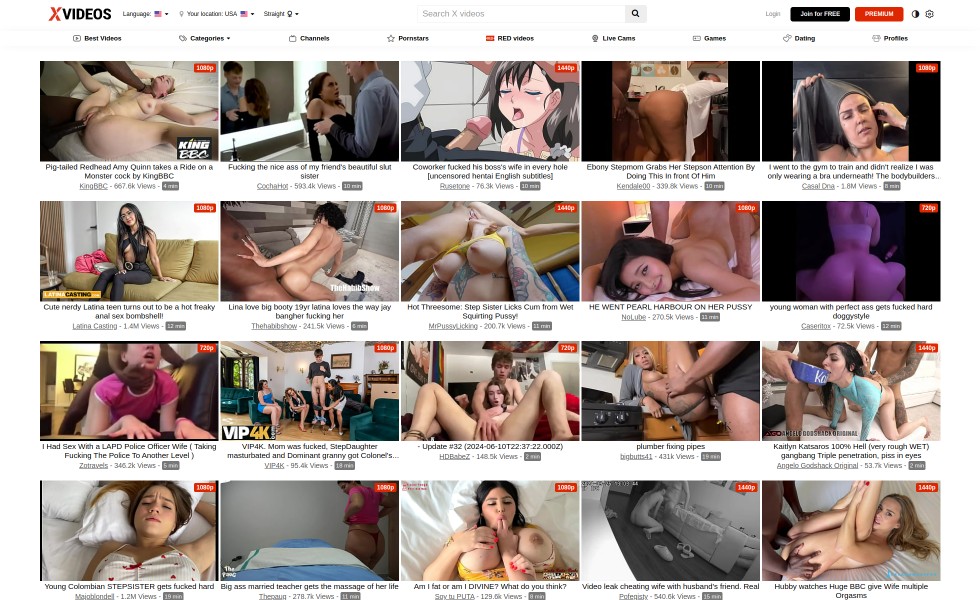 XVIDEOS
Language:
Your location: USA
Straight
Search X videos
Login
Join for FREE
PREMIUM
Best Videos
Categories
Channels
Pornstars
RED videos
Live Cams
Games
Dating
Profiles
1080p
KING
BBC
Pig-tailed Redhead Amy Quinn takes a Ride on a
Monster cock by KingBBC
KingBBC - 667.6k Views - 4 min
Fucking the nice ass of my friend's beautiful slut
sister
CochaHot - 593.4k Views - 10 min
1440p
Coworker fucked his boss's wife in every hole
[uncensored hentai English subtitles]
Rusetone - 76.3k Views - 10 min
Ebony Stepmom Grabs Her Stepson Attention By
Doing This In front Of Him
Kendale00 - 339.8k Views - 10 min
1080p
I went to the gym to train and didn't realize I was
only wearing a bra underneath! The bodybuilders...
Casal Dna - 1.8M Views - 8 min
1080p
LATINA CASTING
Cute nerdy Latina teen turns out to be a hot freaky
anal sex bombshell!
Latina Casting - 1.4M Views - 12 min
1080p
TheHabibShow
Lina love big booty 19yr latina loves the way jay
bangher fucking her
Thehabibshow - 241.5k Views - 6 min
1440p
Hot Threesome: Step Sister Licks Cum from Wet
Squirting Pussy!
MrPussyLicking - 200.7k Views - 11 min
1080p
HE WENT PEARL HARBOUR ON HER PUSSY
NoLube - 270.5k Views - 11 min
720p
young woman with perfect ass gets fucked hard
doggystyle
Caseritox - 72.5k Views - 12 min
720p
I Had Sex With a LAPD Police Officer Wife ( Taking
Fucking The Police To Another Level )
Zotravels - 346.2k Views - 5 min
1080p
VIP4K
VIP4K. Mom was fucked, StepDaughter
masturbated and Dominant granny got Colonel's...
VIP4K - 95.4k Views - 18 min
720p
- Update #32 (2024-06-10T22:37:22.000Z)
HDBabeZ - 148.5k Views - 2 min
plumber fixing pipes
bigbutts41 - 431k Views - 19 min
1440p
AGO ANGELO GODSHACK ORIGINAL
Kaitlyn Katsaros 100% Hell (very rough WET)
gangbang Triple penetration, piss in eyes
Angelo Godshack Original - 53.7k Views - 2 min
1080p
Young Colombian STEPSISTER gets fucked hard
Majoblondell - 1.2M Views - 19 min
1080p
The
Big ass married teacher gets the massage of her life
Thepaug - 278.7k Views - 11 min
1080p
Am I fat or am I DIVINE? What do you think?
Soy tu PUTA - 129.6k Views - 9 min
1440p
Video leak cheating wife with husband's friend. Real
Pofegisty - 540.6k Views - 15 min
1440p
Hubby watches Huge BBC give Wife multiple
Orgasms